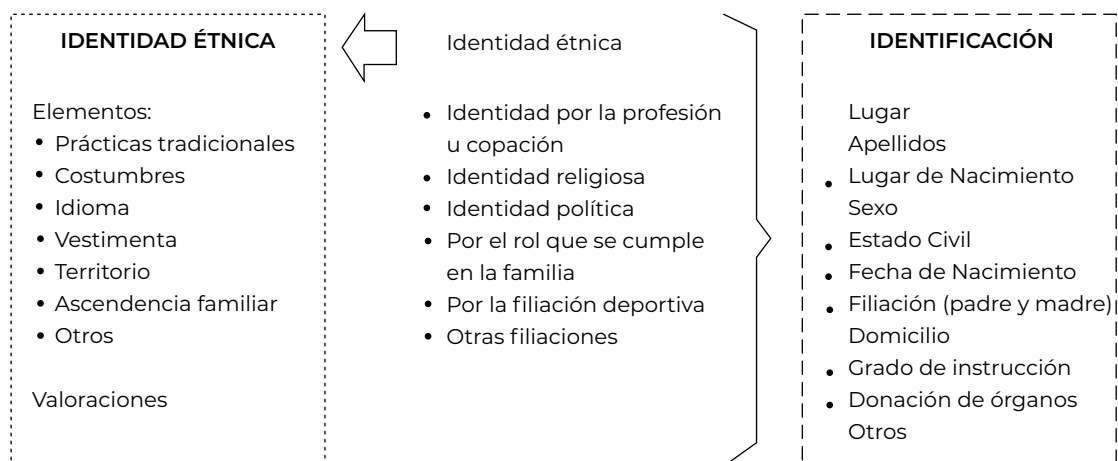 IDENTIDAD ÉTNICA
Elementos:
• Prácticas tradicionales
• Costumbres
• Idioma
• Vestimenta
• Territorio
• Ascendencia familiar
• Otros
Valoraciones
Identidad étnica
• Identidad por la profesión
u copación
• Identidad religiosa
• Identidad política
• Por el rol que se cumple
en la familia
• Por la filiación deportiva
• Otras filiaciones
IDENTIFICACIÓN
Lugar
Apellidos
• Lugar de Nacimiento
Sexo
• Estado Civil
• Fecha de Nacimiento
• Filiación (padre y madre)
Domicilio
• Grado de instrucción
• Donación de órganos
Otros